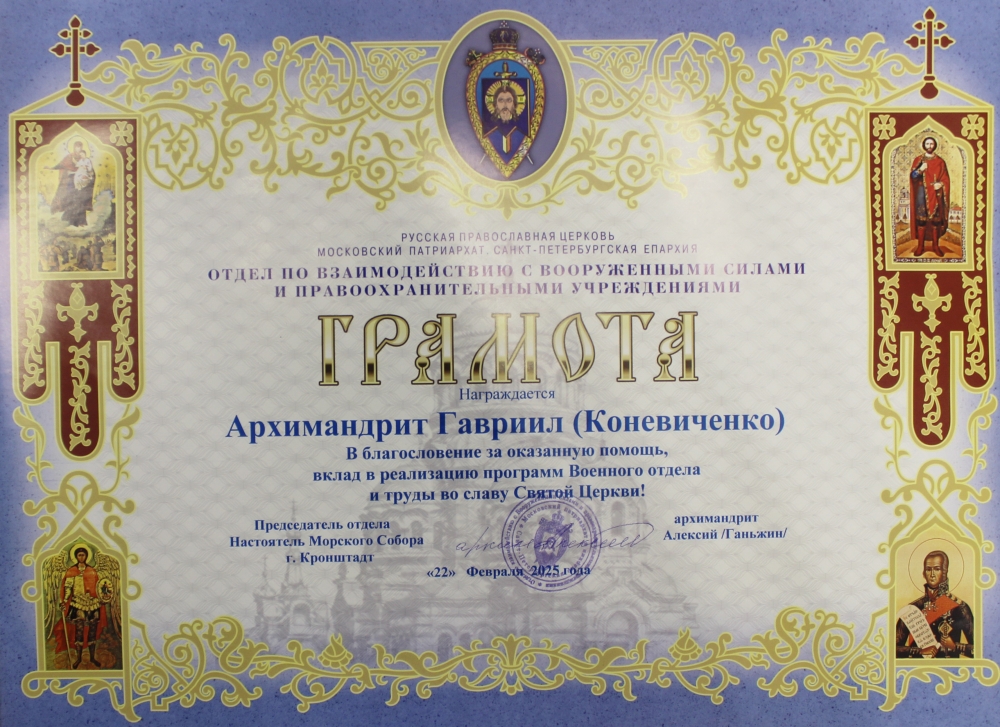 РУССКАЯ ПРАВОСЛАВНАЯ ЦЕРКОВЬ
МОСКОВСКИЙ ПАТРИАРХАТ, САНКТ-ПЕТЕРБУРГСКАЯ ЕПАРХИЯ
ОТДЕЛ ПО ВЗАИМОДЕЙСТВИЮ С ВООРУЖЕННЫМИ СИЛАМИ
И ПРАВООХРАНИТЕЛЬНЫМИ УЧРЕЖДЕНИЯМИ
ГРАМОТА
Награждается
Архимандрит Гавриил (Коневиченко)
В благословение за оказанную помощь,
вклад в реализацию программ Военного отдела
и труды во славу Святой Церкви!
Председатель отдела
Настоятель Морского Собора
г. Кронштадт
архимандрит
Алексий /Ганьжин/
«22» Февраля 2025 года